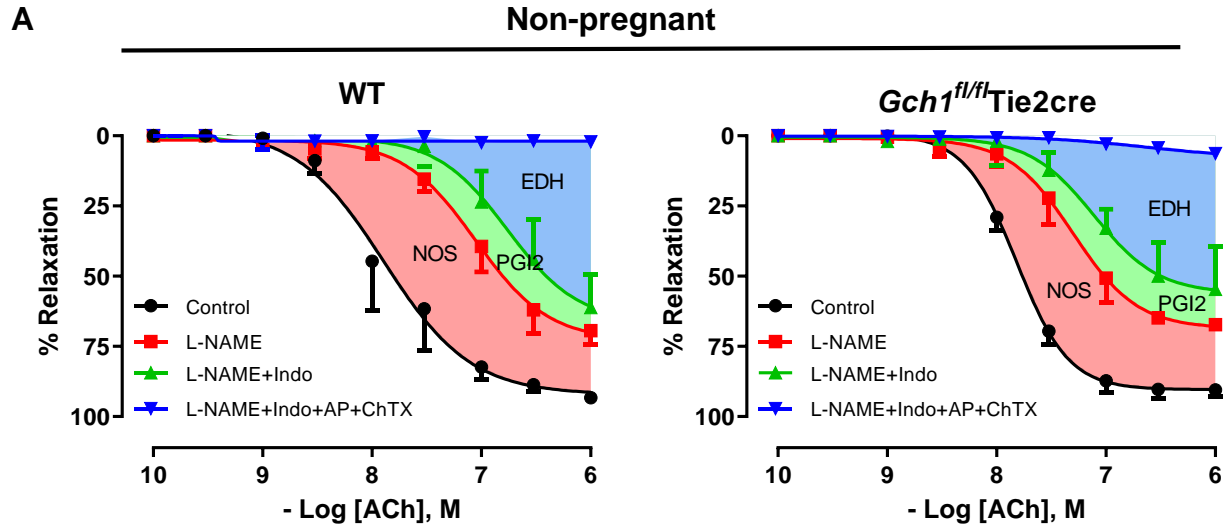 A
Non-pregnant
WT
0
25
50
75
100
% Relaxation
EDH
NOS
PGI2
Control
L-NAME
L-NAME+Indo
L-NAME+Indo+AP+ChTX
10 9 8 7 6
- Log [ACh], M
Gch1fl/flTie2cre
0
25
50
75
100
% Relaxation
EDH
NOS
PGI2
Control
L-NAME
L-NAME+Indo
L-NAME+Indo+AP+ChTX
10 9 8 7 6
- Log [ACh], M